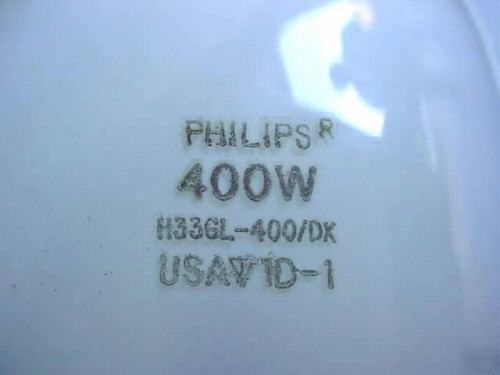 PHILIPS R
400W
H33GL-400/DX
USA 1D-1